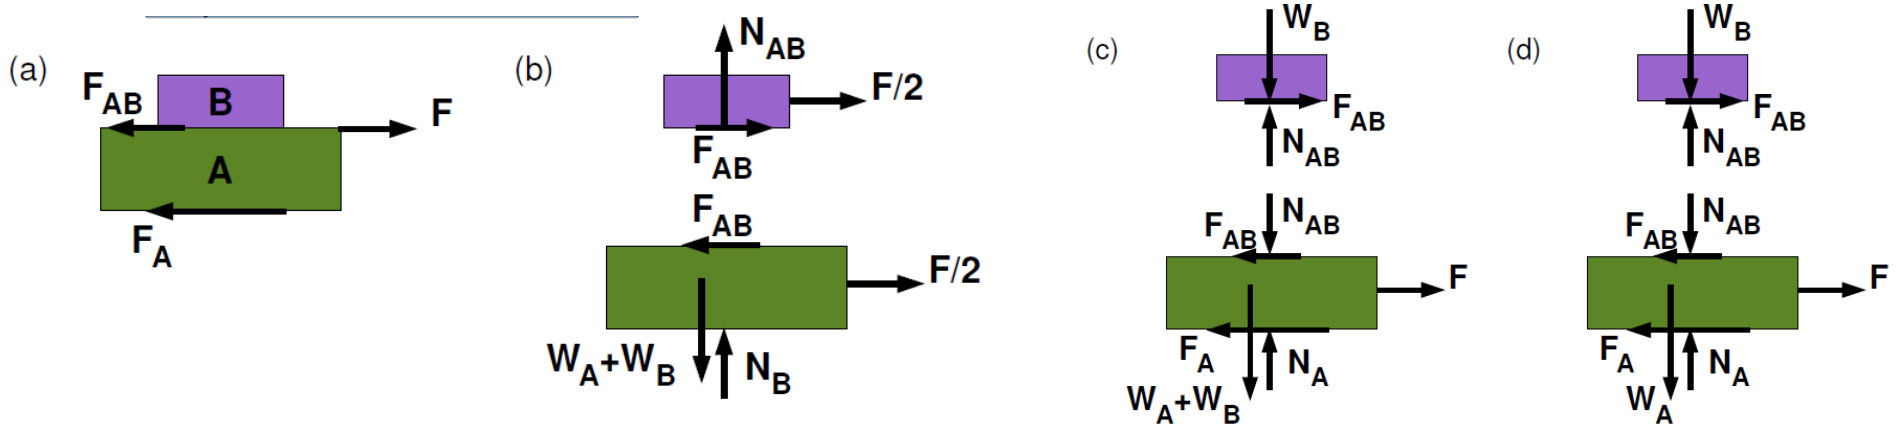 (a)
F_AB
B
F
A
F_A
(b)
N_AB
F/2
F_AB
F_AB
F/2
W_A+W_B
N_B
(c)
W_B
F_AB
N_AB
N_AB
F_AB
F
F_A
N_A
W_A+W_B
(d)
W_B
F_AB
N_AB
N_AB
F_AB
F
F_A
N_A
W_A